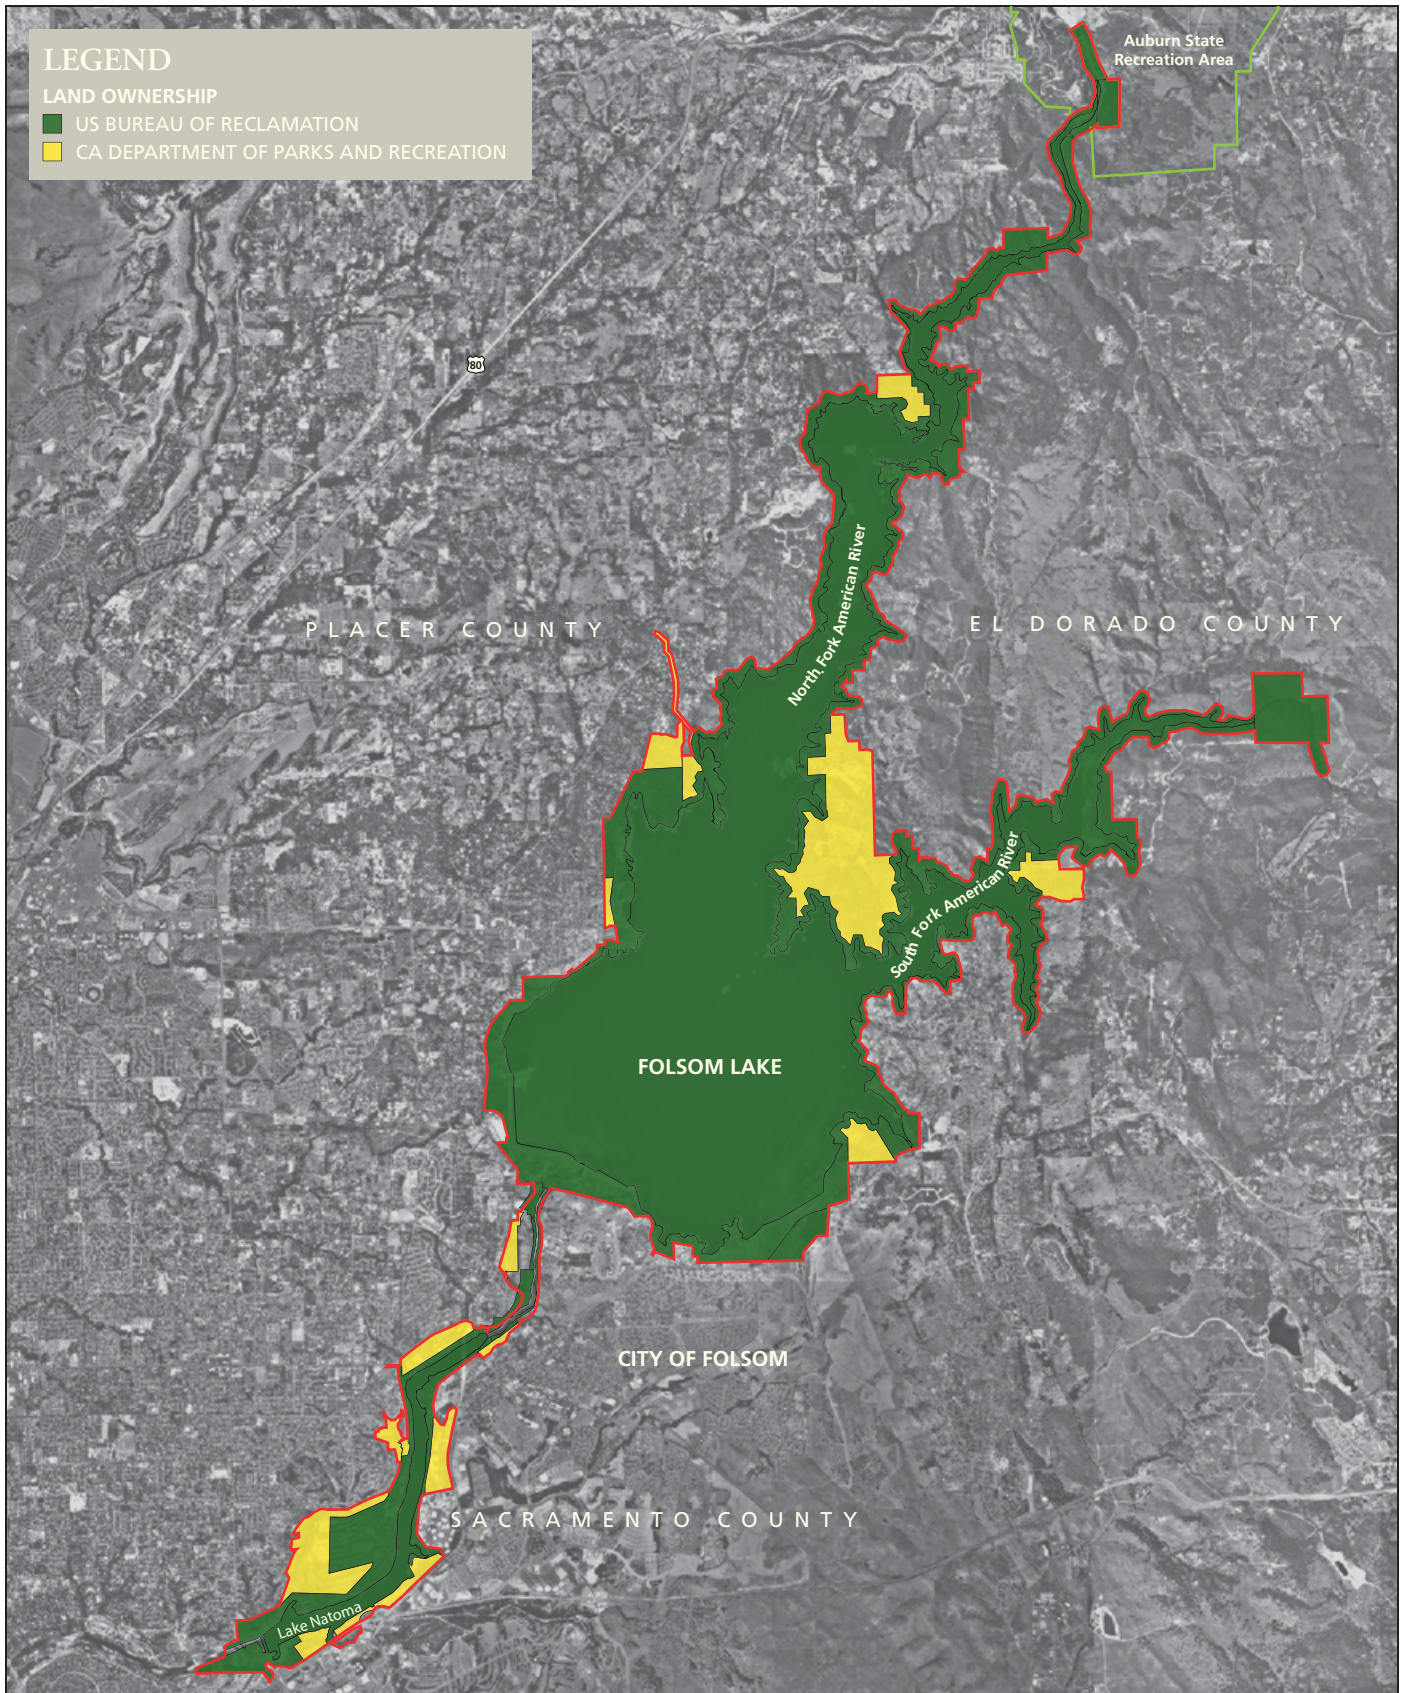 LEGEND
LAND OWNERSHIP
US BUREAU OF RECLAMATION
CA DEPARTMENT OF PARKS AND RECREATION
Auburn State
Recreation Area
80
North Fork American River
PLACER COUNTY
EL DORADO COUNTY
South Fork American River
FOLSOM LAKE
CITY OF FOLSOM
SACRAMENTO COUNTY
Lake Natoma